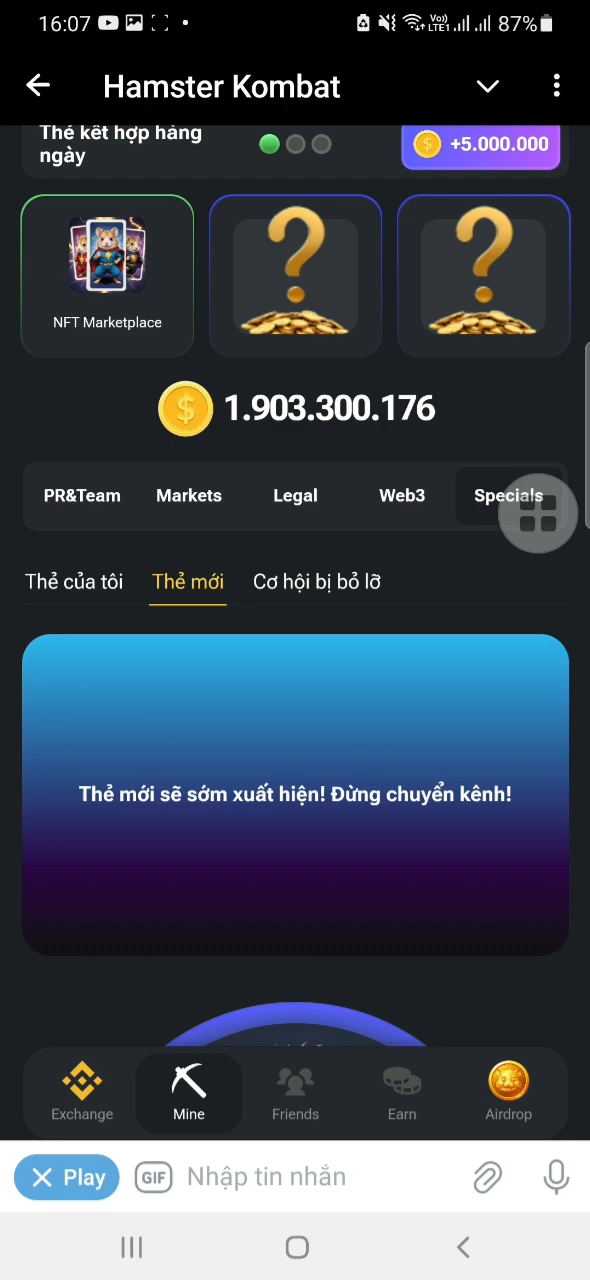 16:07
Vo)) LTE1 87%
Hamster Kombat
Thẻ kết hợp hàng
ngày
+5.000.000
NFT Marketplace
1.903.300.176
PR&Team Markets Legal Web3 Specials
Thẻ của tôi Thẻ mới Cơ hội bị bỏ lỡ
Thẻ mới sẽ sớm xuất hiện! Đừng chuyển kênh!
Exchange Mine Friends Earn Airdrop
Play GIF Nhập tin nhắn